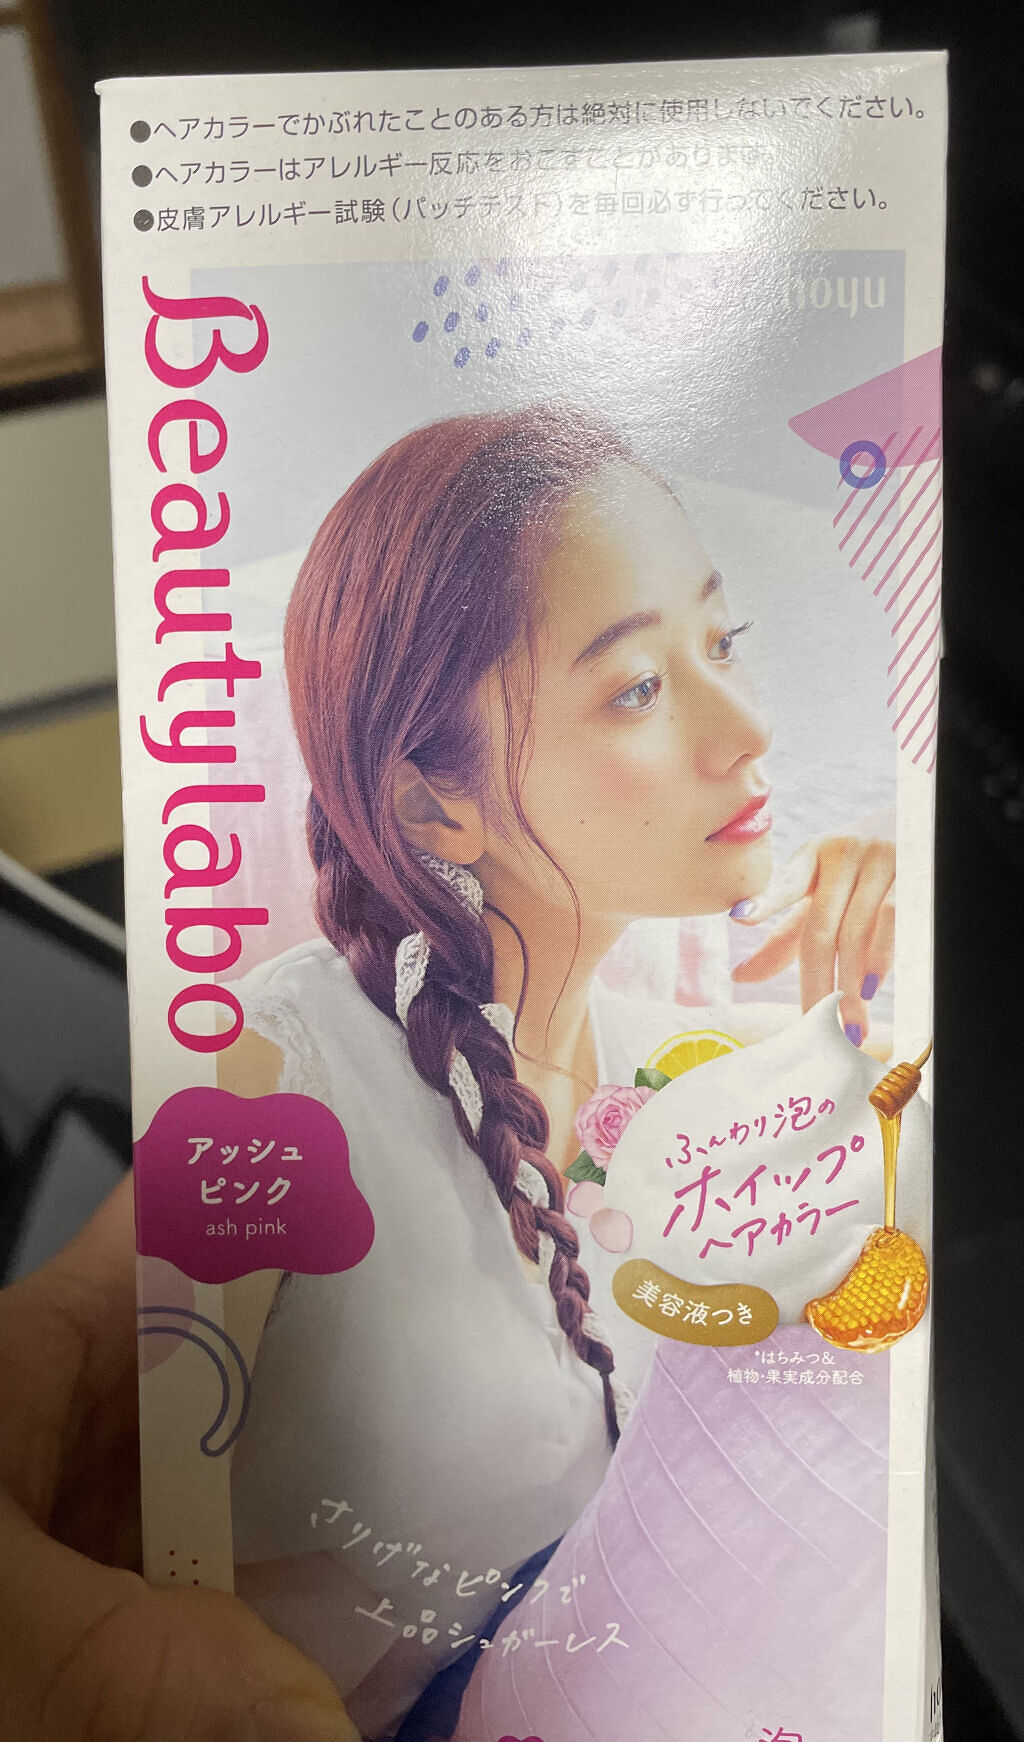 ●ヘアカラーでかぶれたことのある方は絶対に使用しないでください。
●ヘアカラーはアレルギー反応をおこすことがあります。
●皮膚アレルギー試験(パッチテスト)を毎回必ず行ってください。
Beautylabo
アッシュ
ピンク
ash pink
ふんわり泡の
ホイップ
ヘアカラー
美容液つき
*はちみつ&
植物・果実成分配合
さりげなピンクで
上品シュガーレス
泡